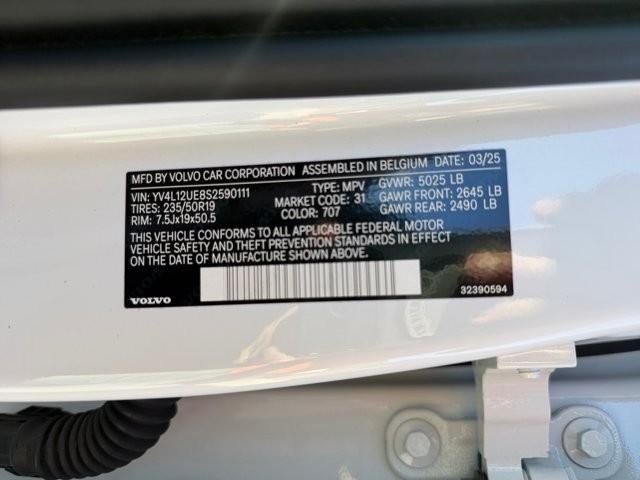 MFD BY VOLVO CAR CORPORATION ASSEMBLED IN BELGIUM DATE: 03/25
VIN: YV4L12UE8S2590111 TYPE: MPV GVWR: 5025 LB
TIRES: 235/50R19 MARKET CODE: 31 GAWR FRONT: 2645 LB
RIM: 7.5Jx19x50.5 COLOR: 707 GAWR REAR: 2490 LB
THIS VEHICLE CONFORMS TO ALL APPLICABLE FEDERAL MOTOR
VEHICLE SAFETY AND THEFT PREVENTION STANDARDS IN EFFECT
ON THE DATE OF MANUFACTURE SHOWN ABOVE.
VOLVO 32390594